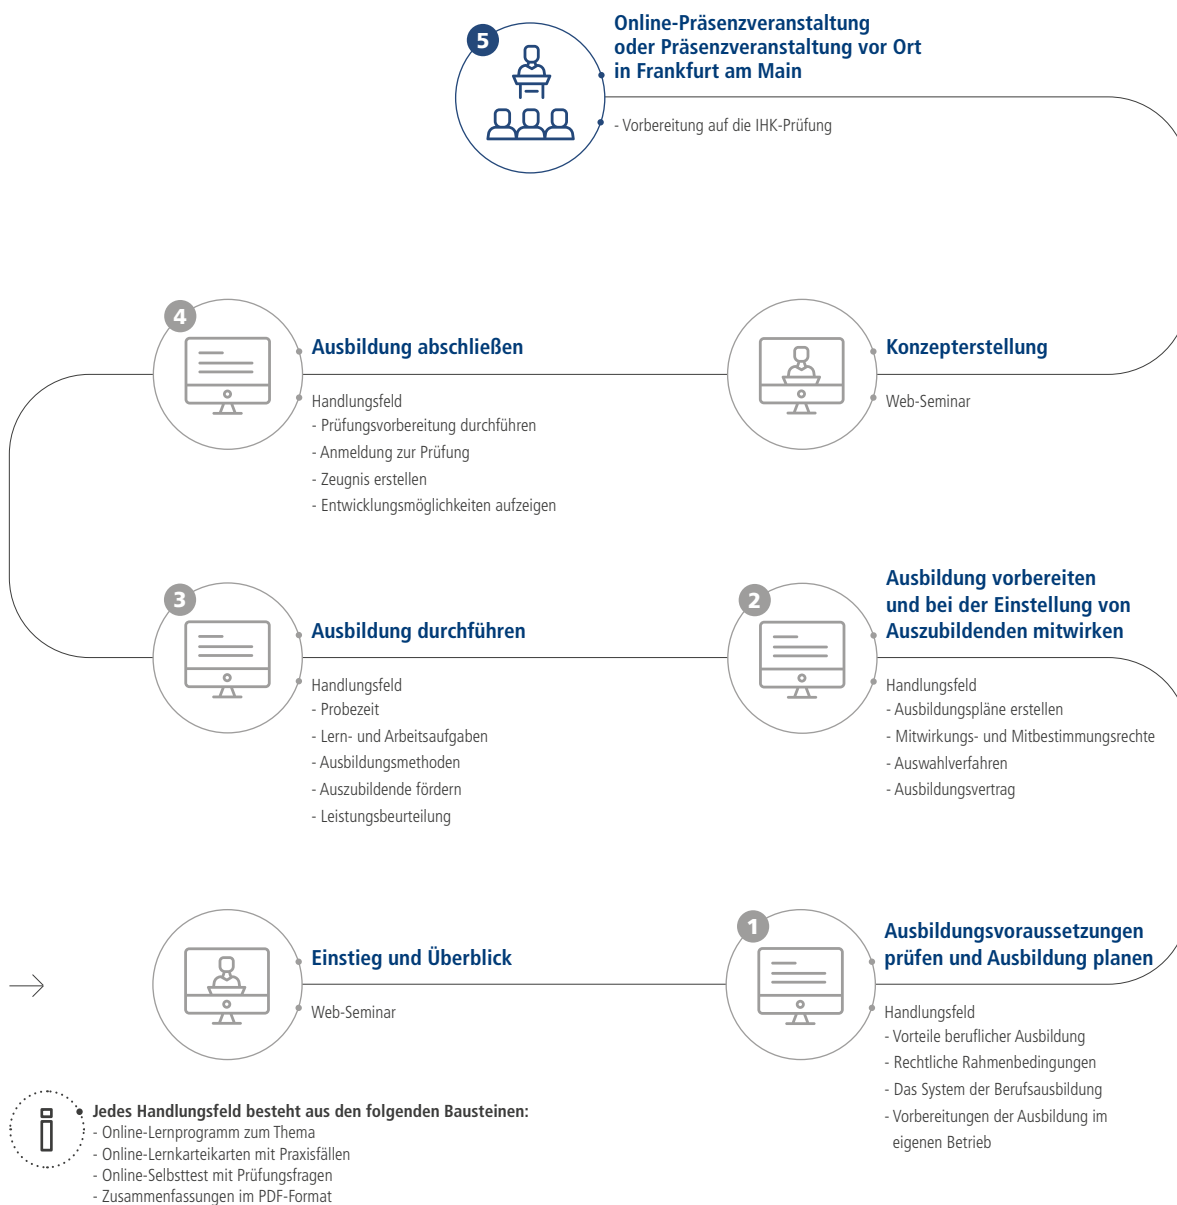 5
Online-Präsenzveranstaltung
oder Präsenzveranstaltung vor Ort
in Frankfurt am Main
- Vorbereitung auf die IHK-Prüfung
4
Ausbildung abschließen
Handlungsfeld
- Prüfungsvorbereitung durchführen
- Anmeldung zur Prüfung
- Zeugnis erstellen
- Entwicklungsmöglichkeiten aufzeigen
Konzepterstellung
Web-Seminar
3
Ausbildung durchführen
Handlungsfeld
- Probezeit
- Lern- und Arbeitsaufgaben
- Ausbildungsmethoden
- Auszubildende fördern
- Leistungsbeurteilung
2
Ausbildung vorbereiten
und bei der Einstellung von
Auszubildenden mitwirken
Handlungsfeld
- Ausbildungspläne erstellen
- Mitwirkungs- und Mitbestimmungsrechte
- Auswahlverfahren
- Ausbildungsvertrag
Einstieg und Überblick
Web-Seminar
1
Ausbildungsvoraussetzungen
prüfen und Ausbildung planen
Handlungsfeld
- Vorteile beruflicher Ausbildung
- Rechtliche Rahmenbedingungen
- Das System der Berufsausbildung
- Vorbereitungen der Ausbildung im
eigenen Betrieb
Jedes Handlungsfeld besteht aus den folgenden Bausteinen:
- Online-Lernprogramm zum Thema
- Online-Lernkarteikarten mit Praxisfällen
- Online-Selbsttest mit Prüfungsfragen
- Zusammenfassungen im PDF-Format